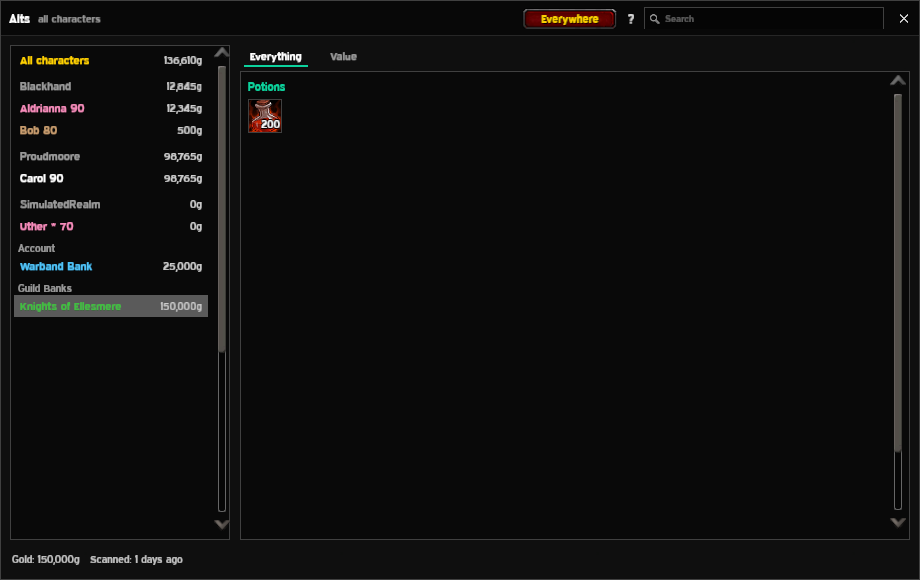 Alts all characters Everywhere ? Search
All characters 136,610g
Blackhand 12,845g
Aldrianna 90 12,345g
Bob 80 500g
Proudmoore 98,765g
Carol 90 98,765g
SimulatedRealm 0g
Uther * 70 0g
Account
Warband Bank 25,000g
Guild Banks
Knights of Ellesmere 150,000g
Everything Value
Potions
200
Gold: 150,000g Scanned: 1 days ago